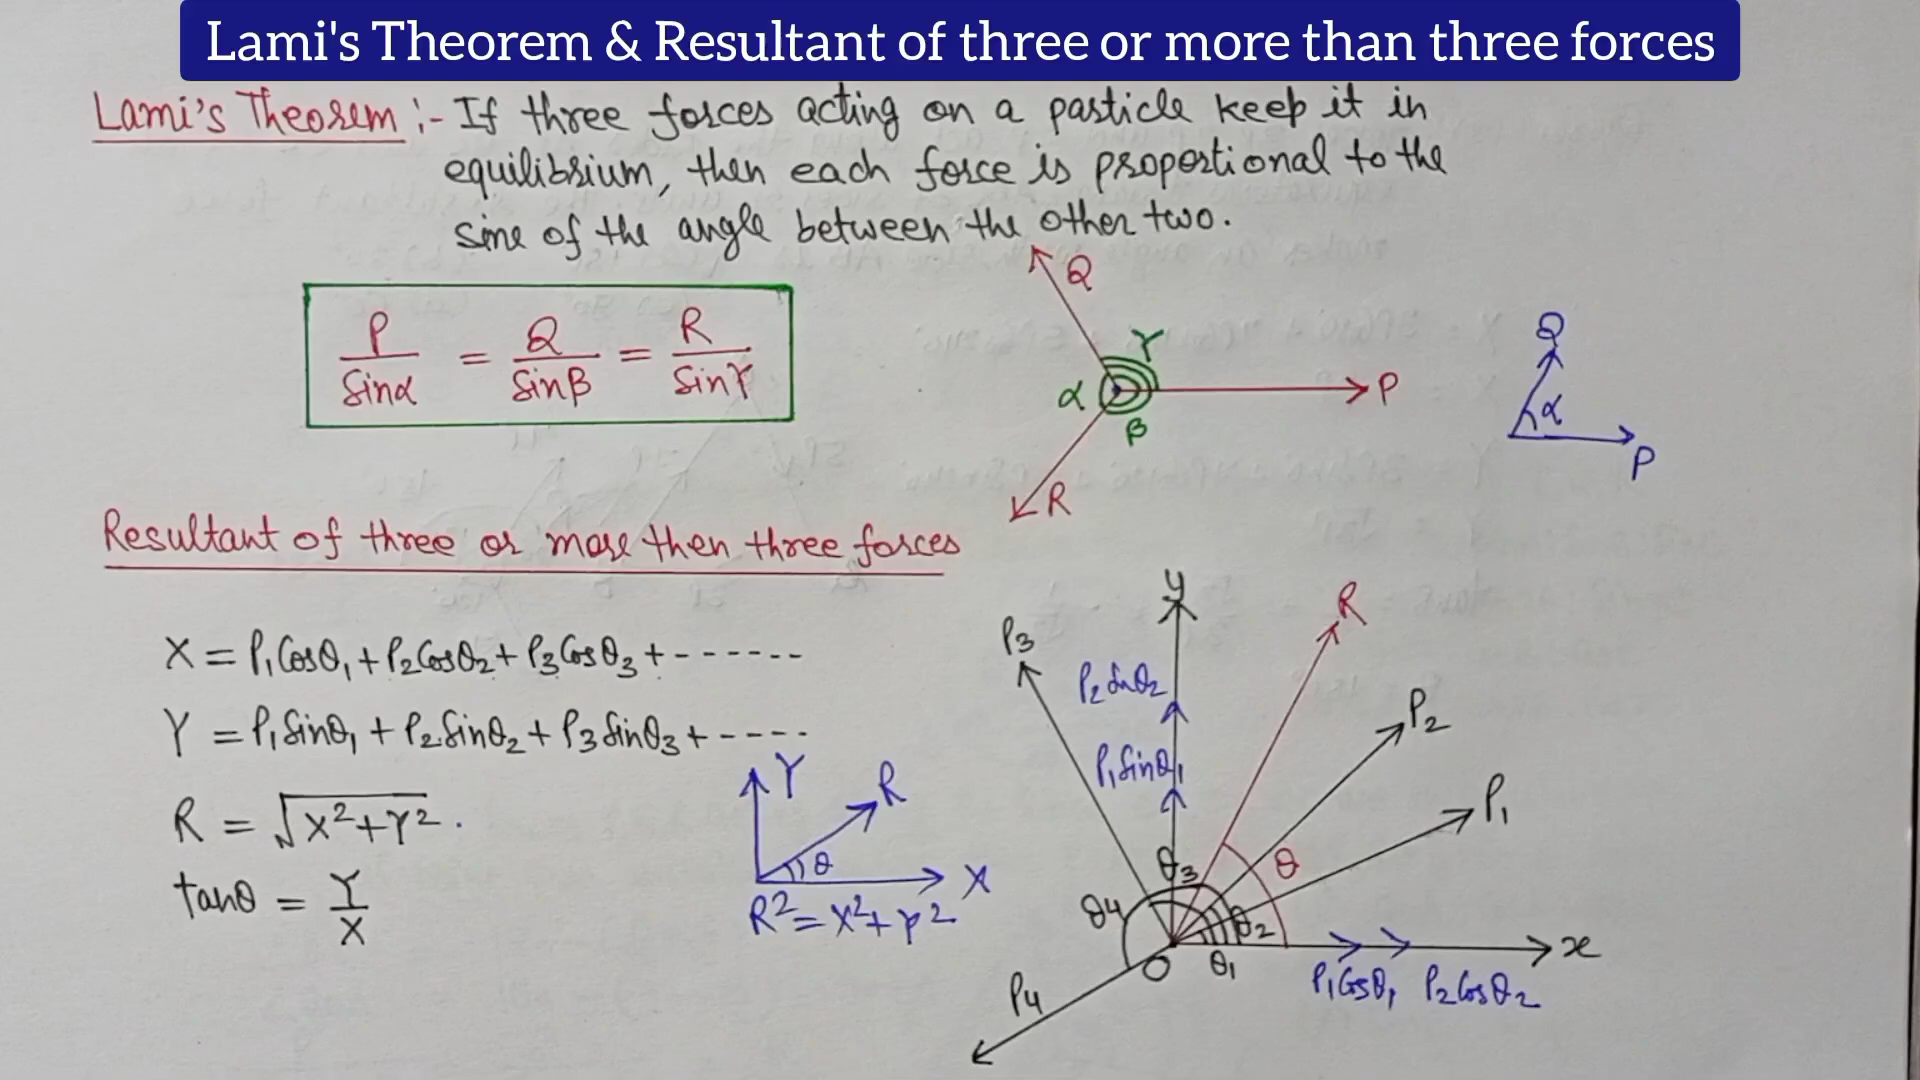 Lami's Theorem & Resultant of three or more than three forces
Lami's Theorem :- If three forces acting on a particle keep it in
equilibrium, then each force is proportional to the
sine of the angle between the other two.
P/Sinα = Q/Sinβ = R/Sinγ
Q
γ
α
P
β
R
Q
α
P
Resultant of three or more then three forces
X = P₁Cosθ₁ + P₂Cosθ₂ + P₃Cosθ₃ + ------
Y = P₁Sinθ₁ + P₂Sinθ₂ + P₃Sinθ₃ + ----
R = √X²+Y² .
tanθ = Y/X
Y
R
θ
X
R² = X²+Y²
y
R
P₃
P₂Sinθ₂
P₂
P₁Sinθ₁
P₁
θ₃
θ
θ₄
θ₂
x
O
θ₁
P₁Cosθ₁ P₂Cosθ₂
P₄